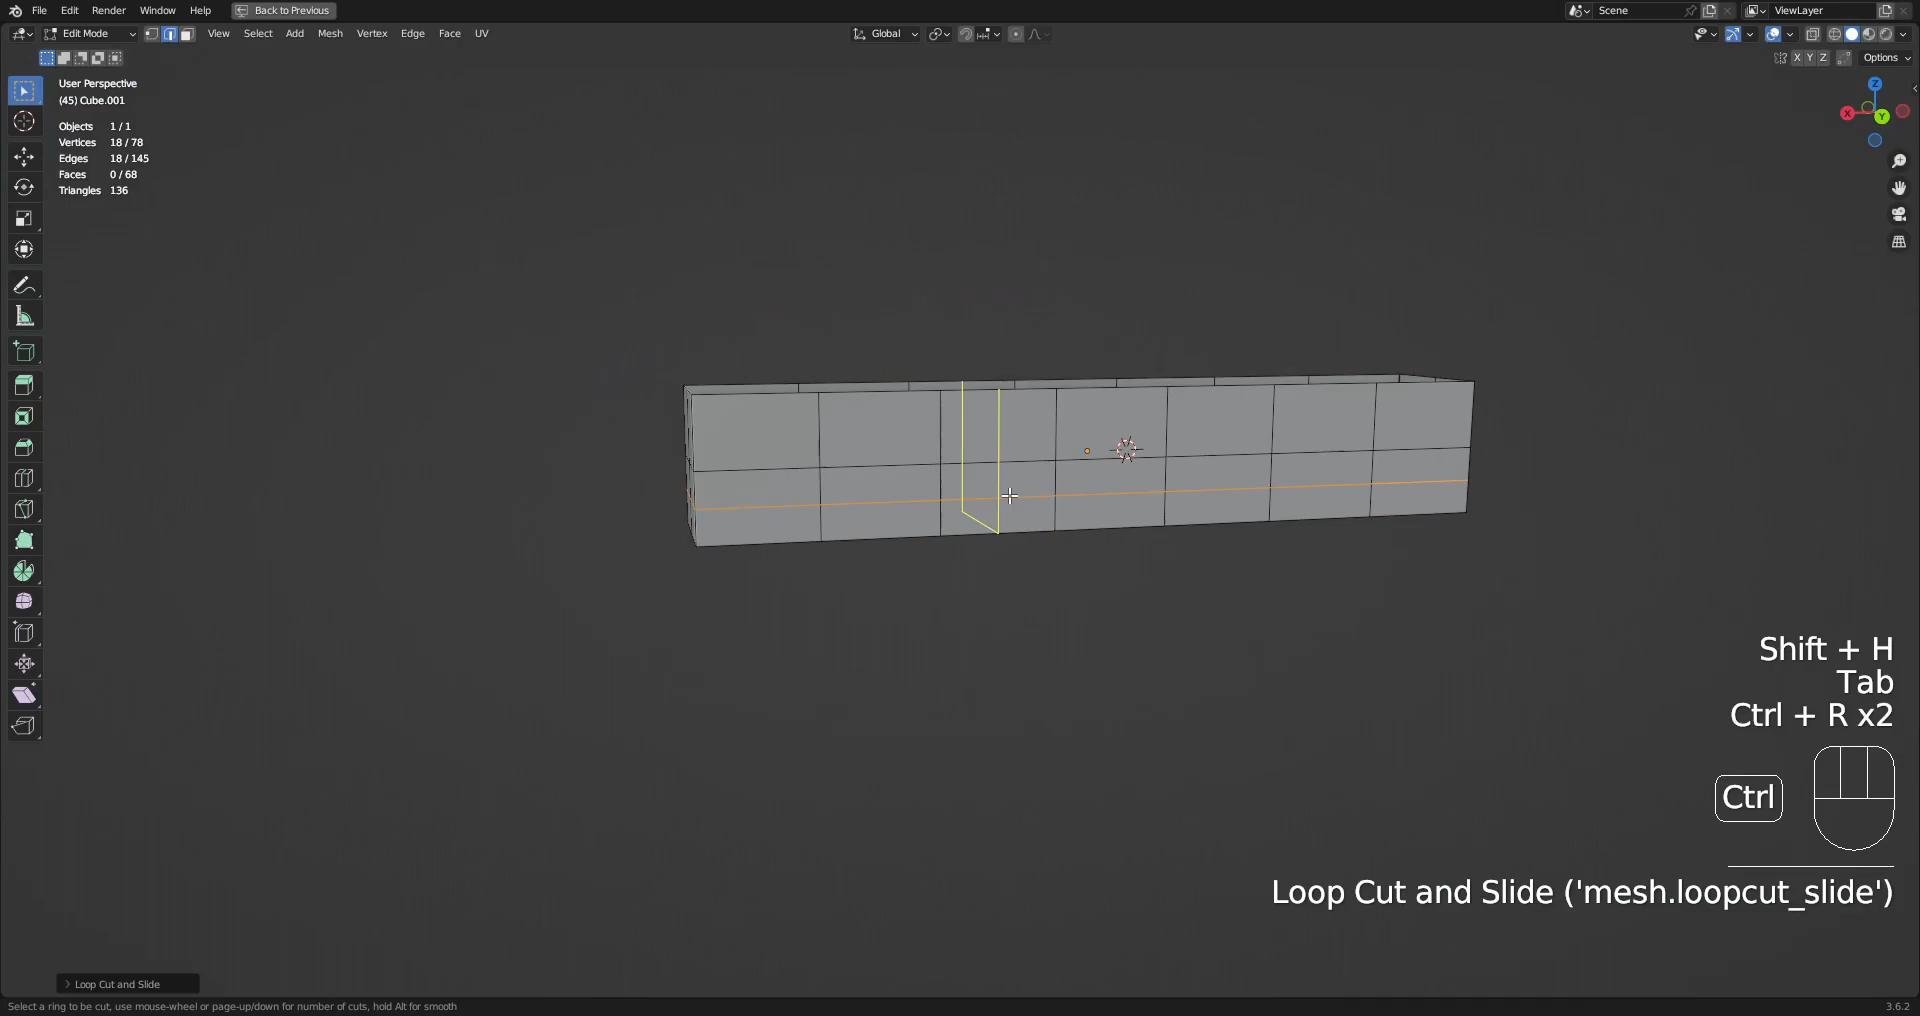 File Edit Render Window Help Back to Previous Scene ViewLayer
Edit Mode View Select Add Mesh Vertex Edge Face UV Global
X Y Z Options
User Perspective
(45) Cube.001
Objects 1 / 1
Vertices 18 / 78
Edges 18 / 145
Faces 0 / 68
Triangles 136
Z
X
Y
Shift + H
Tab
Ctrl + R x2
Ctrl
Loop Cut and Slide ('mesh.loopcut_slide')
Loop Cut and Slide
Select a ring to be cut, use mouse-wheel or page-up/down for number of cuts, hold Alt for smooth 3.6.2